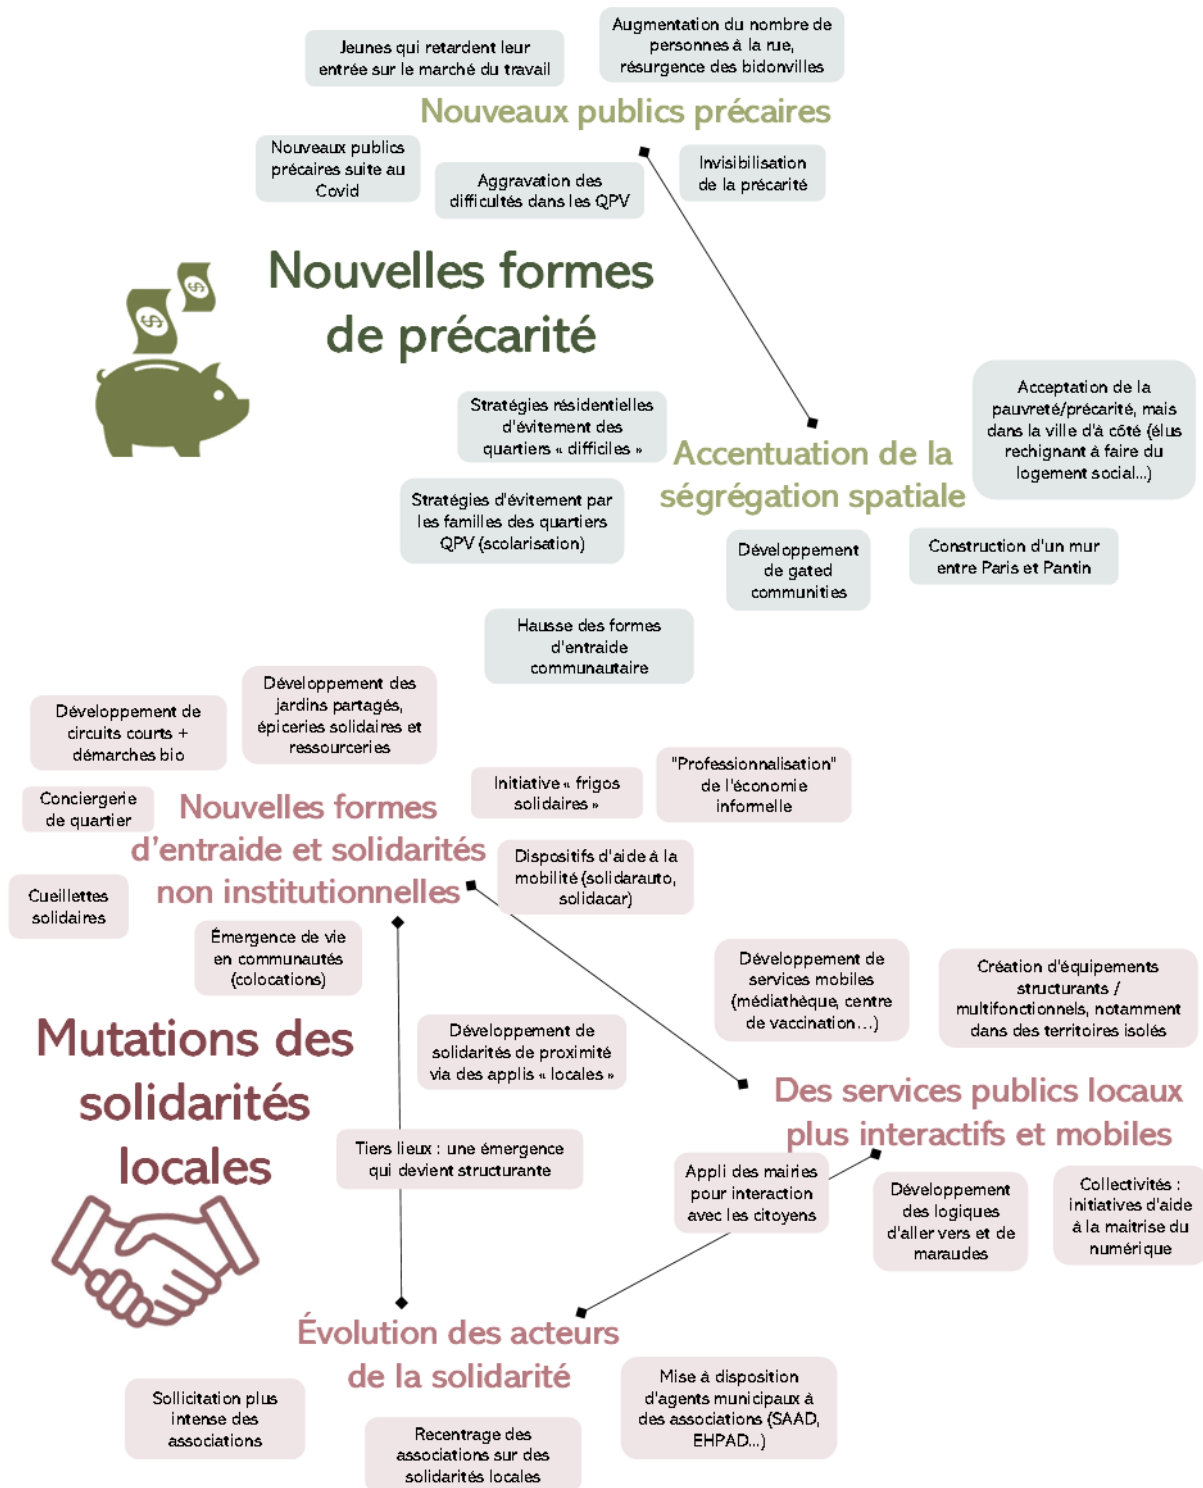 Jeunes qui retardent leur
entrée sur le marché du travail
Augmentation du nombre de
personnes à la rue,
résurgence des bidonvilles
Nouveaux publics précaires
Nouveaux publics
précaires suite au
Covid
Aggravation des
difficultés dans les QPV
Invisibilisation
de la précarité
Nouvelles formes
de précarité
Stratégies résidentielles
d'évitement des
quartiers « difficiles »
Acceptation de la
pauvreté/précarité, mais
dans la ville d'à côté (élus
rechignant à faire du
logement social...)
Accentuation de la
ségrégation spatiale
Stratégies d'évitement par
les familles des quartiers
QPV (scolarisation)
Développement
de gated
communities
Construction d'un mur
entre Paris et Pantin
Hausse des formes
d'entraide
communautaire
Développement de
circuits courts +
démarches bio
Développement des
jardins partagés,
épiceries solidaires et
ressourceries
Initiative « frigos
solidaires »
"Professionnalisation"
de l'économie
informelle
Conciergerie
de quartier
Nouvelles formes
d'entraide et solidarités
non institutionnelles
Dispositifs d'aide à la
mobilité (solidarauto,
solidacar)
Cueillettes
solidaires
Émergence de vie
en communautés
(colocations)
Développement de
services mobiles
(médiathèque, centre
de vaccination...)
Création d'équipements
structurants /
multifonctionnels, notamment
dans des territoires isolés
Mutations des
solidarités
locales
Développement de
solidarités de proximité
via des applis « locales »
Des services publics locaux
plus interactifs et mobiles
Tiers lieux : une émergence
qui devient structurante
Appli des mairies
pour interaction
avec les citoyens
Développement
des logiques
d'aller vers et de
maraudes
Collectivités :
initiatives d'aide
à la maitrise du
numérique
Évolution des acteurs
de la solidarité
Sollicitation plus
intense des
associations
Recentrage des
associations sur des
solidarités locales
Mise à disposition
d'agents municipaux à
des associations (SAAD,
EHPAD...)